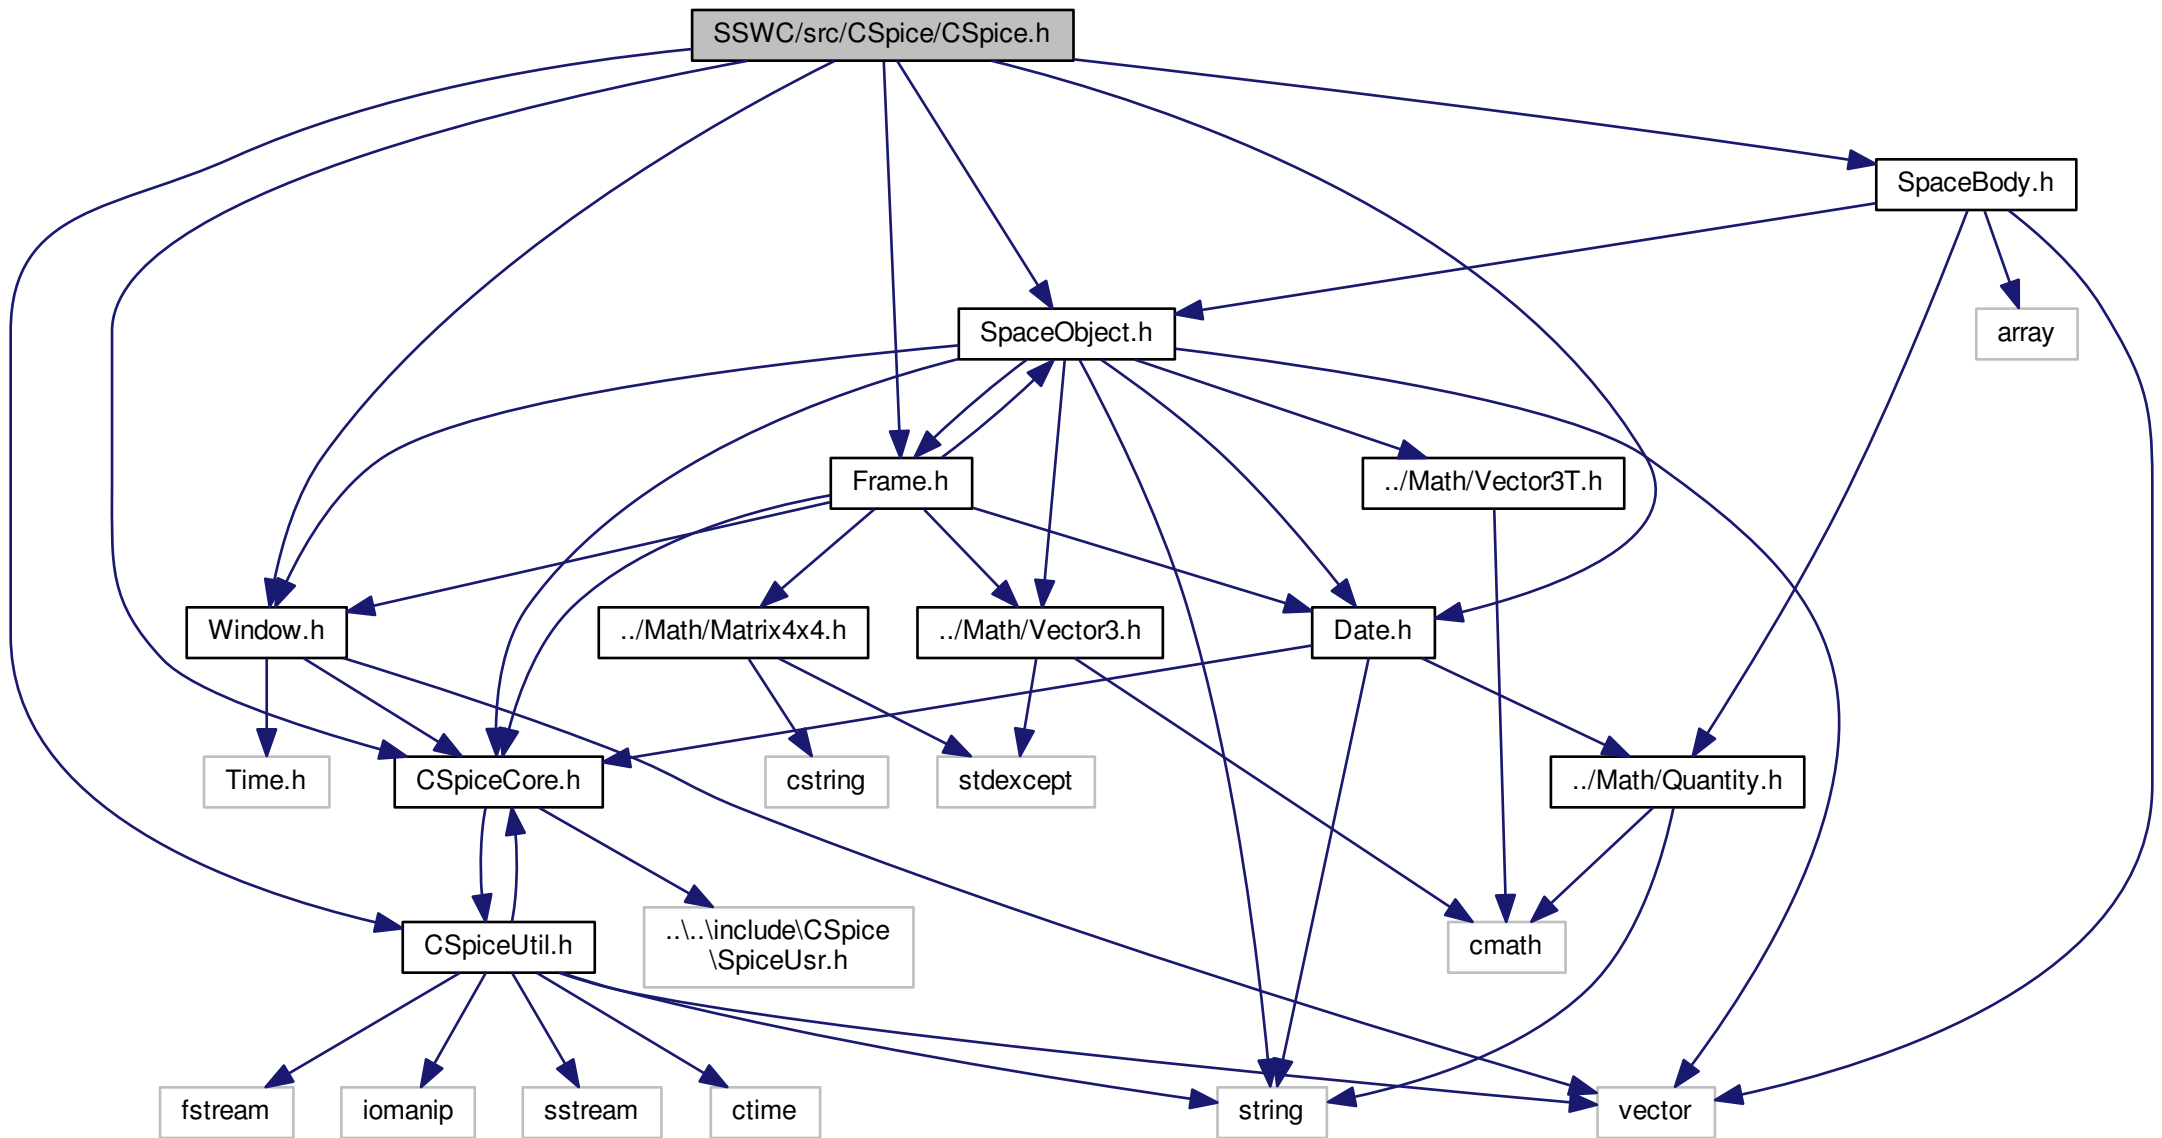 SSWC/src/CSpice/CSpice.h
SpaceBody.h
SpaceObject.h
array
Frame.h
../Math/Vector3T.h
Window.h
../Math/Matrix4x4.h
../Math/Vector3.h
Date.h
Time.h
CSpiceCore.h
cstring
stdexcept
../Math/Quantity.h
CSpiceUtil.h
..\..\include\CSpice
\SpiceUsr.h
cmath
fstream
iomanip
sstream
ctime
string
vector